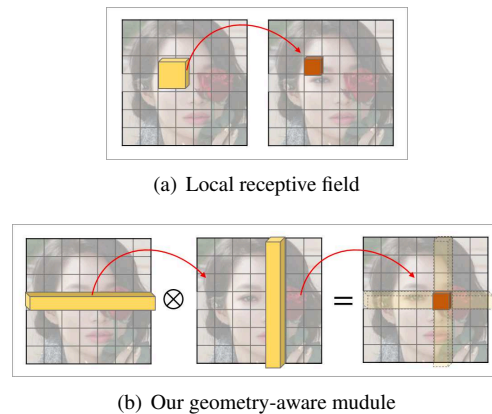 (a) Local receptive field
⊗ =
(b) Our geometry-aware mudule